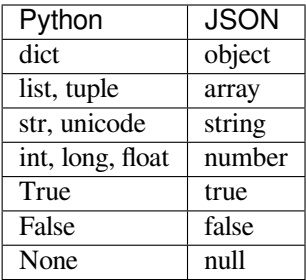 Python JSON
dict object
list, tuple array
str, unicode string
int, long, float number
True true
False false
None null